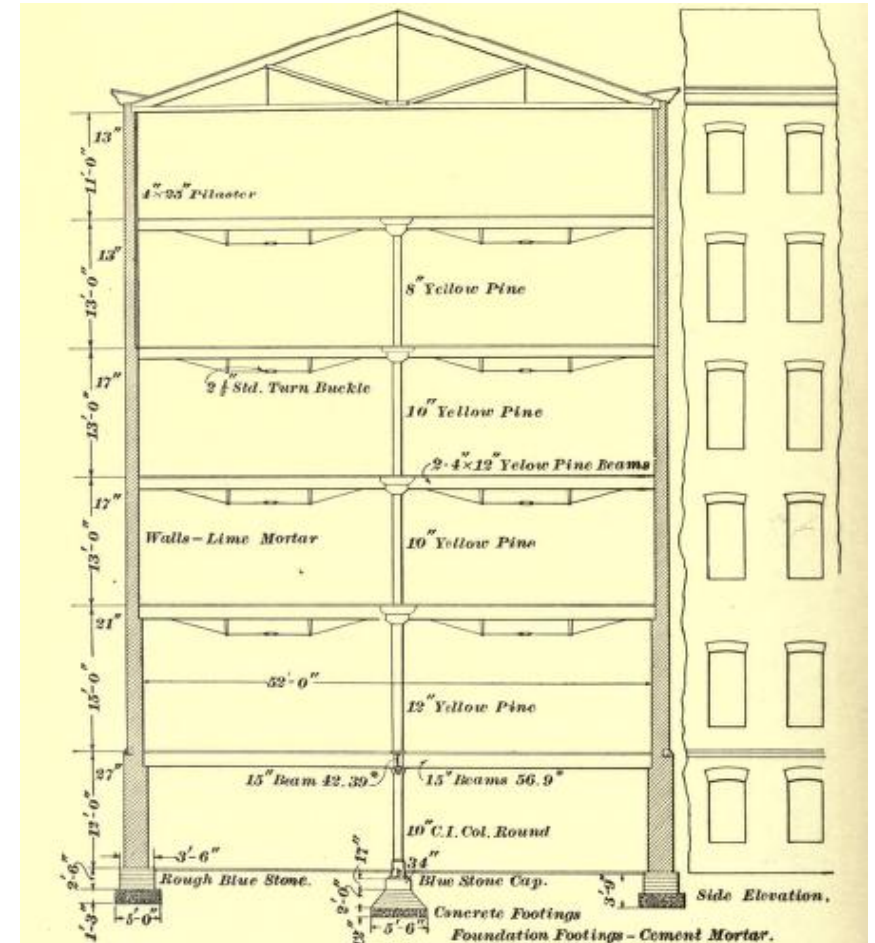 13"
11'-0"
4"×25" Pilaster
13"
13'-0"
8" Yellow Pine
17"
13'-0"
2 1/2" Std. Turn Buckle
10" Yellow Pine
2-4"×12" Yelow Pine Beams
17"
13'-0"
Walls-Lime Mortar
10" Yellow Pine
21"
15'-0"
52'-0"
12" Yellow Pine
27"
12'-0"
15" Beam 42.39#
15" Beams 56.9#
10" C.I. Col. Round
3'-6"
17"
34"
2'-6"
Rough Blue Stone.
Blue Stone Cap.
2'-0"
3'-9"
Side Elevation.
1'-3"
5'-0"
5'-6"
Concrete Footings
Foundation Footings-Cement Mortar.